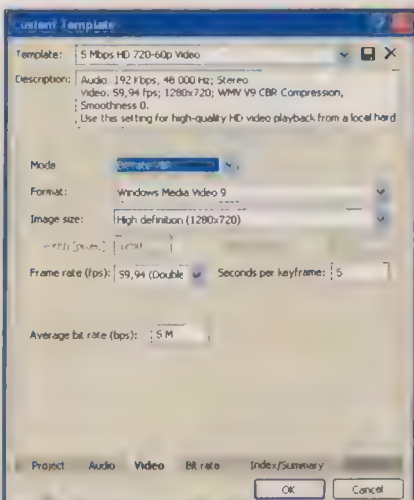 Custom Template
Template: 5 Mbps HD 720-60p Video
Description: Audio: 192 Kbps, 48 000 Hz; Stereo
Video: 59,94 fps; 1280x720; WMV V9 CBR Compression,
Smoothness 0.
Use this setting for high-quality HD video playback from a local hard
Mode
Format: Windows Media Video 9
Image size: High definition (1280x720)
Frame rate (fps): 59,94 (Double Seconds per keyframe: 5
Average bit rate (bps): 5 M
Project Audio Video Bit rate Index/Summary
OK Cancel